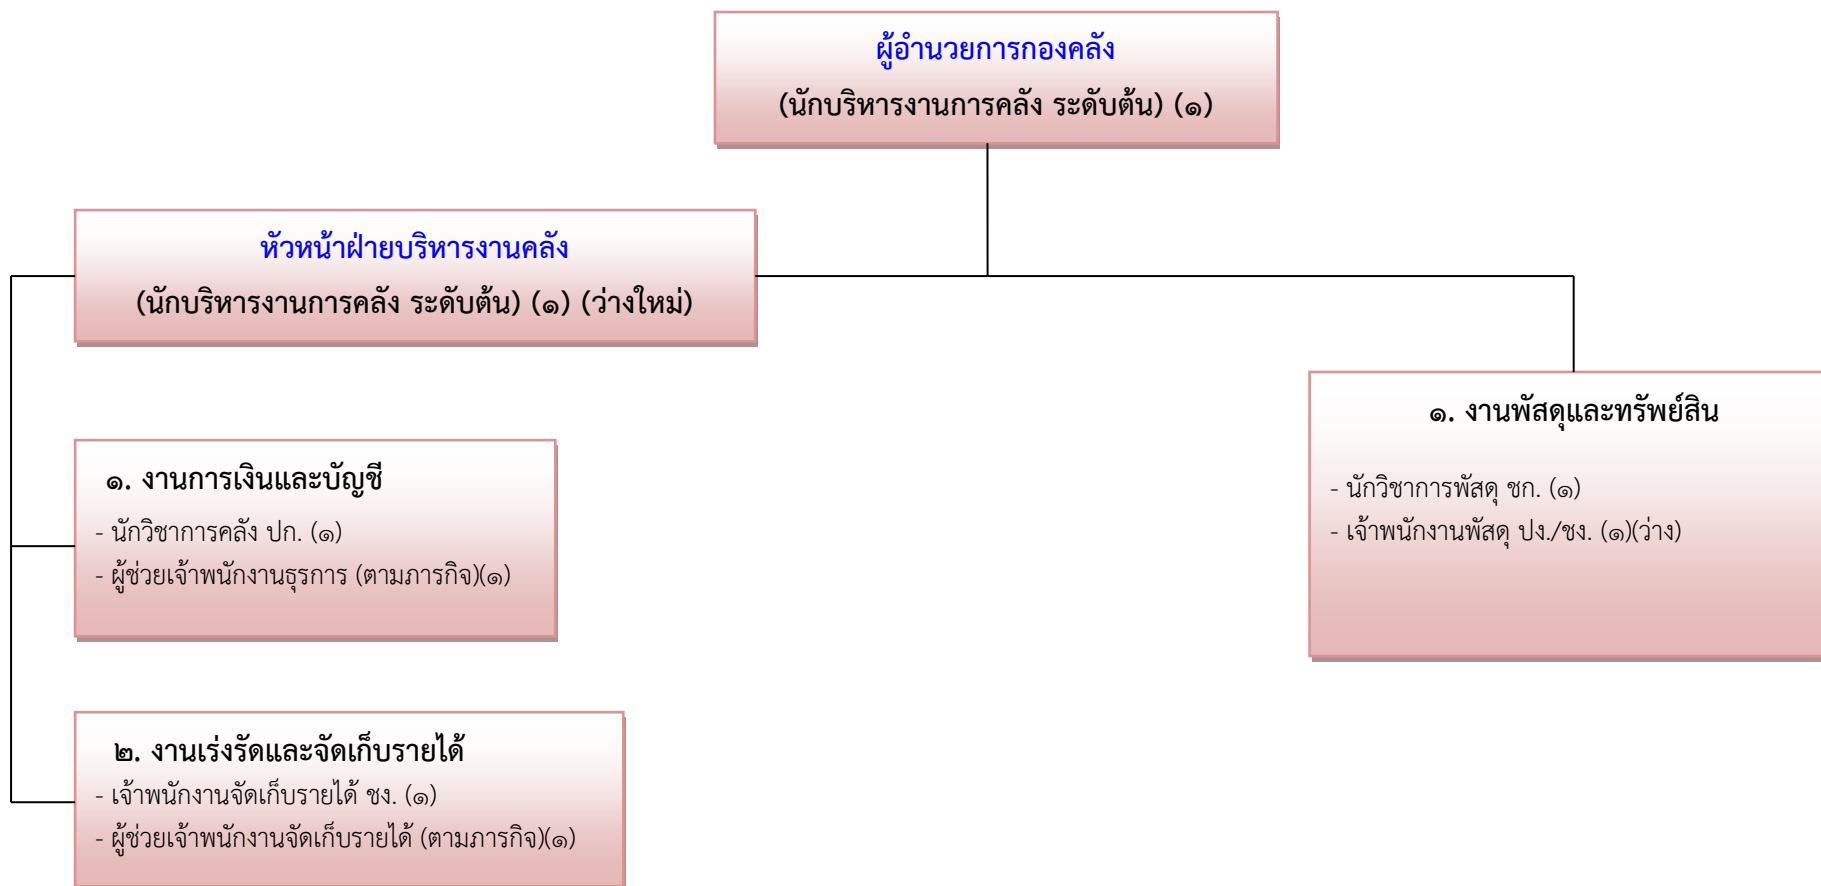 ผู้อำนวยการกองคลัง
(นักบริหารงานการคลัง ระดับต้น) (๑)
หัวหน้าฝ่ายบริหารงานคลัง
(นักบริหารงานการคลัง ระดับต้น) (๑) (ว่างใหม่)
๑. งานการเงินและบัญชี
- นักวิชาการคลัง ปก. (๑)
- ผู้ช่วยเจ้าพนักงานธุรการ (ตามภารกิจ)(๑)
๒. งานเร่งรัดและจัดเก็บรายได้
- เจ้าพนักงานจัดเก็บรายได้ ชง. (๑)
- ผู้ช่วยเจ้าพนักงานจัดเก็บรายได้ (ตามภารกิจ)(๑)
๑. งานพัสดุและทรัพย์สิน
- นักวิชาการพัสดุ ชก. (๑)
- เจ้าพนักงานพัสดุ ปง./ชง. (๑)(ว่าง)